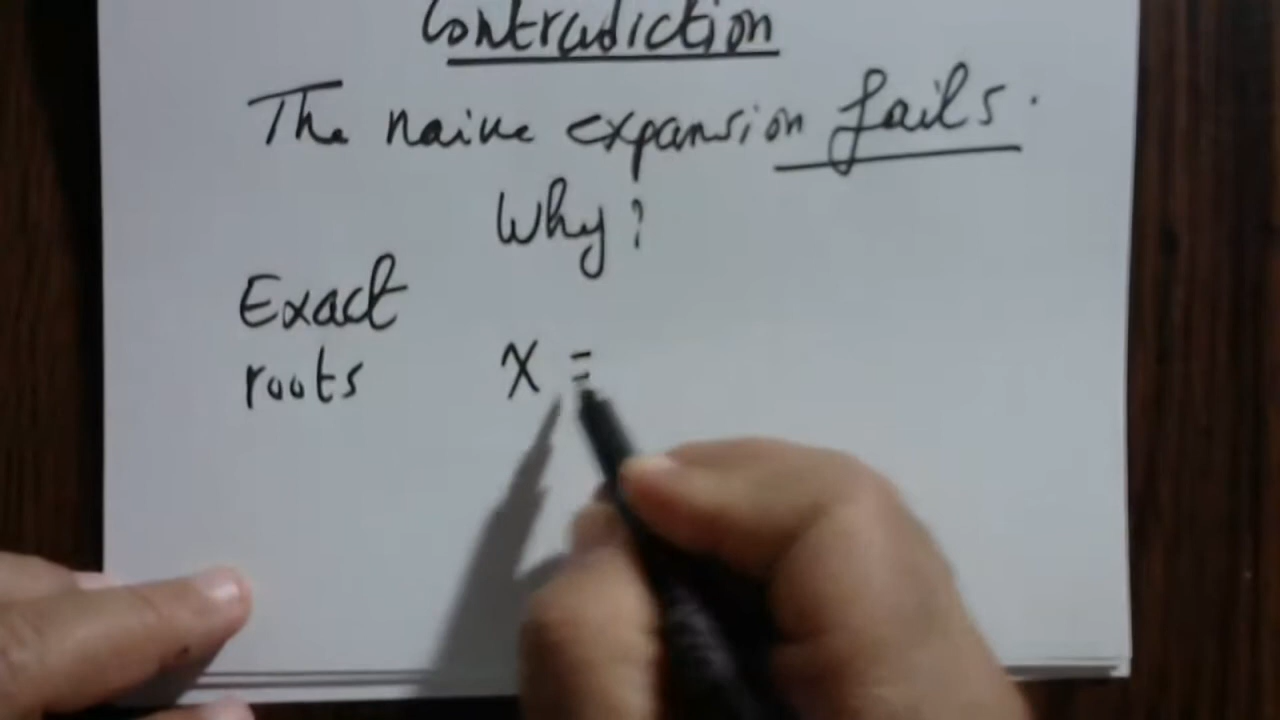 Contradiction
The naive expansion fails.
Why?
Exact
roots x =